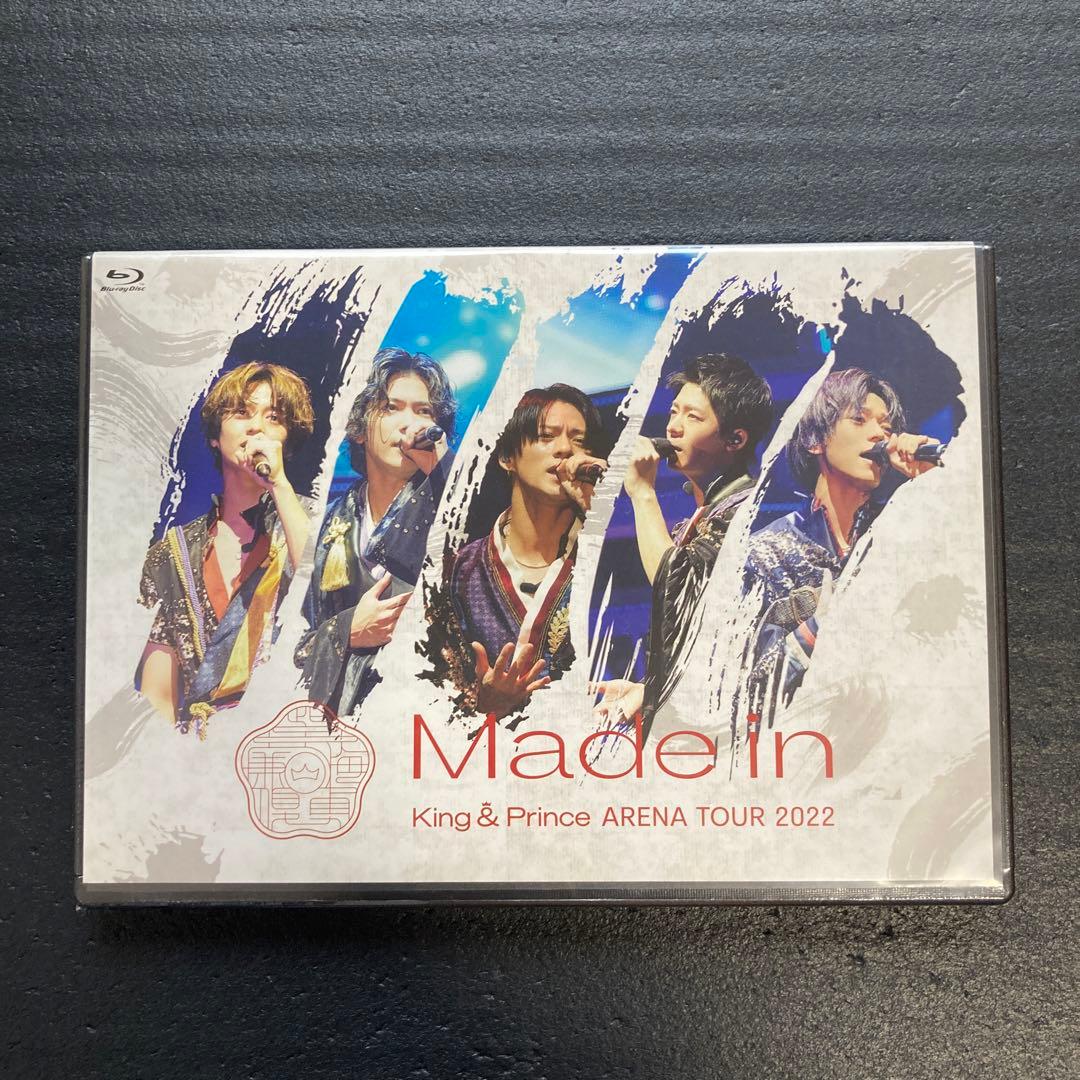 Blu-ray Disc
Made in
King & Prince ARENA TOUR 2022